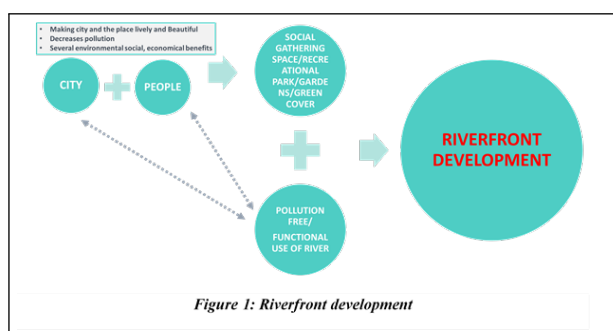 • Making city and the place lively and Beautiful
• Decreases pollution
• Several environmental social, economical benefits
CITY
PEOPLE
SOCIAL
GATHERING
SPACE/RECRE
ATIONAL
PARK/GARDE
NS/GREEN
COVER
POLLUTION
FREE/
FUNCTIONAL
USE OF RIVER
RIVERFRONT
DEVELOPMENT
Figure 1: Riverfront development